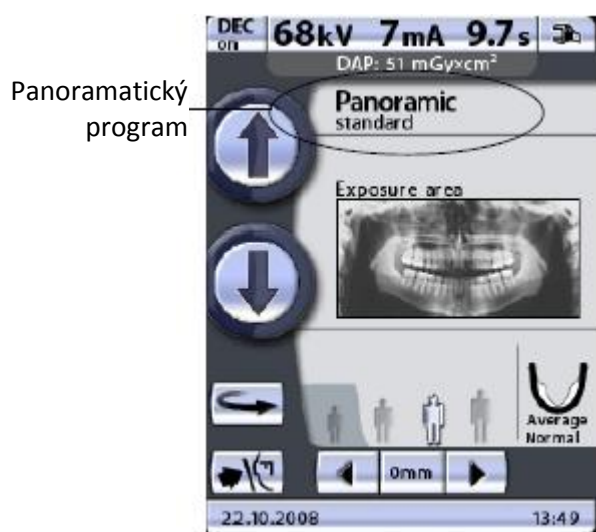 DEC on 68kV 7mA 9.7s
DAP: 51 mGy×cm²
Panoramatický program
Panoramic
standard
Exposure area
Average
Normal
0mm
22.10.2008 13:49